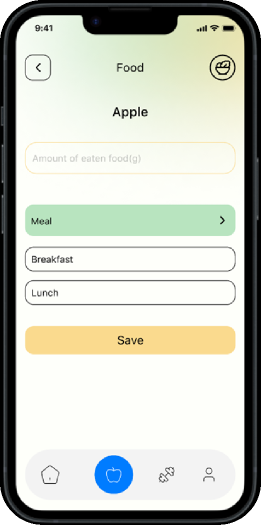 9:41
Food
Apple
Amount of eaten food(g)
Meal
Breakfast
Lunch
Save